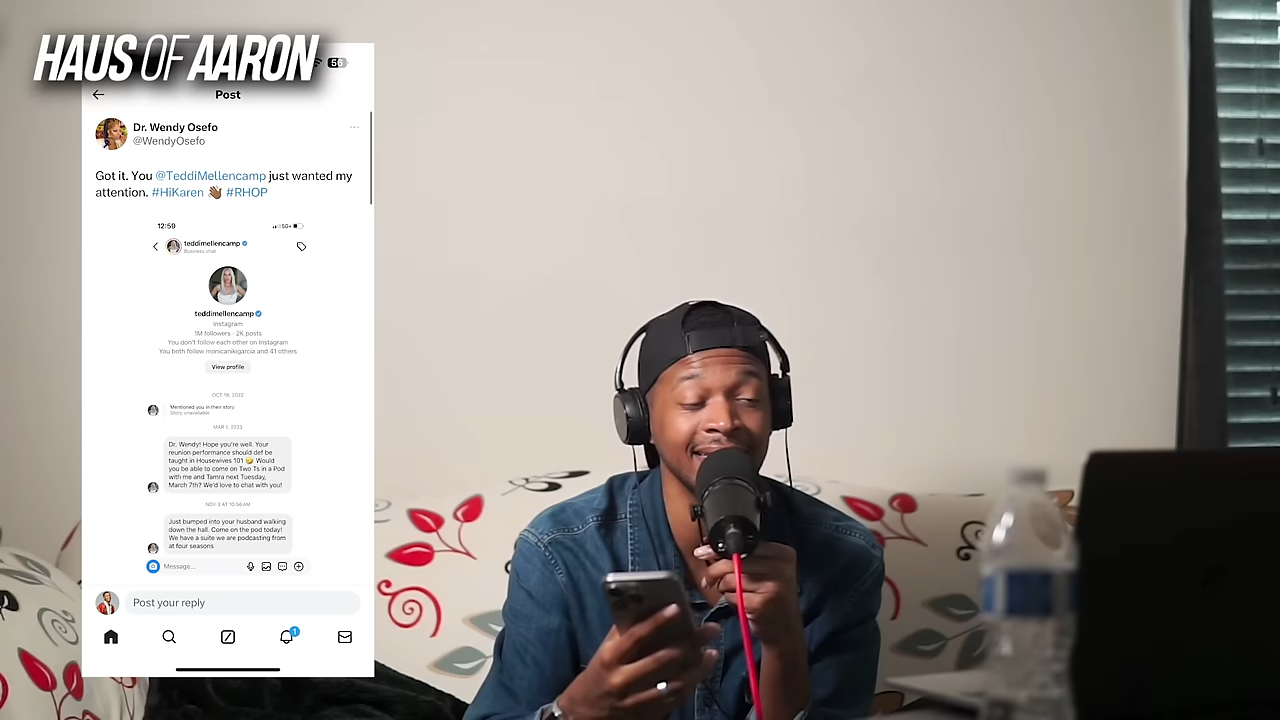 HAUS OF AARON
56
Post
Dr. Wendy Osefo
@WendyOsefo
Got it. You @TeddiMellencamp just wanted my
attention. #HiKaren 👋🏾 #RHOP
12:59
5G+
teddimellencamp
Business chat
teddimellencamp
Instagram
1M followers · 2K posts
You don't follow each other on Instagram
You both follow monicanikigarcia and 41 others
View profile
OCT 18, 2022
Mentioned you in their story
Story unavailable
MAR 1, 2023
Dr. Wendy! Hope you're well. Your
reunion performance should def be
taught in Housewives 101 🤣 Would
you be able to come on Two Ts in a Pod
with me and Tamra next Tuesday,
March 7th? We'd love to chat with you!
NOV 3 AT 10:56 AM
Just bumped into your husband walking
down the hall. Come on the pod today!
We have a suite we are podcasting from
at four seasons
Message...
Post your reply
1